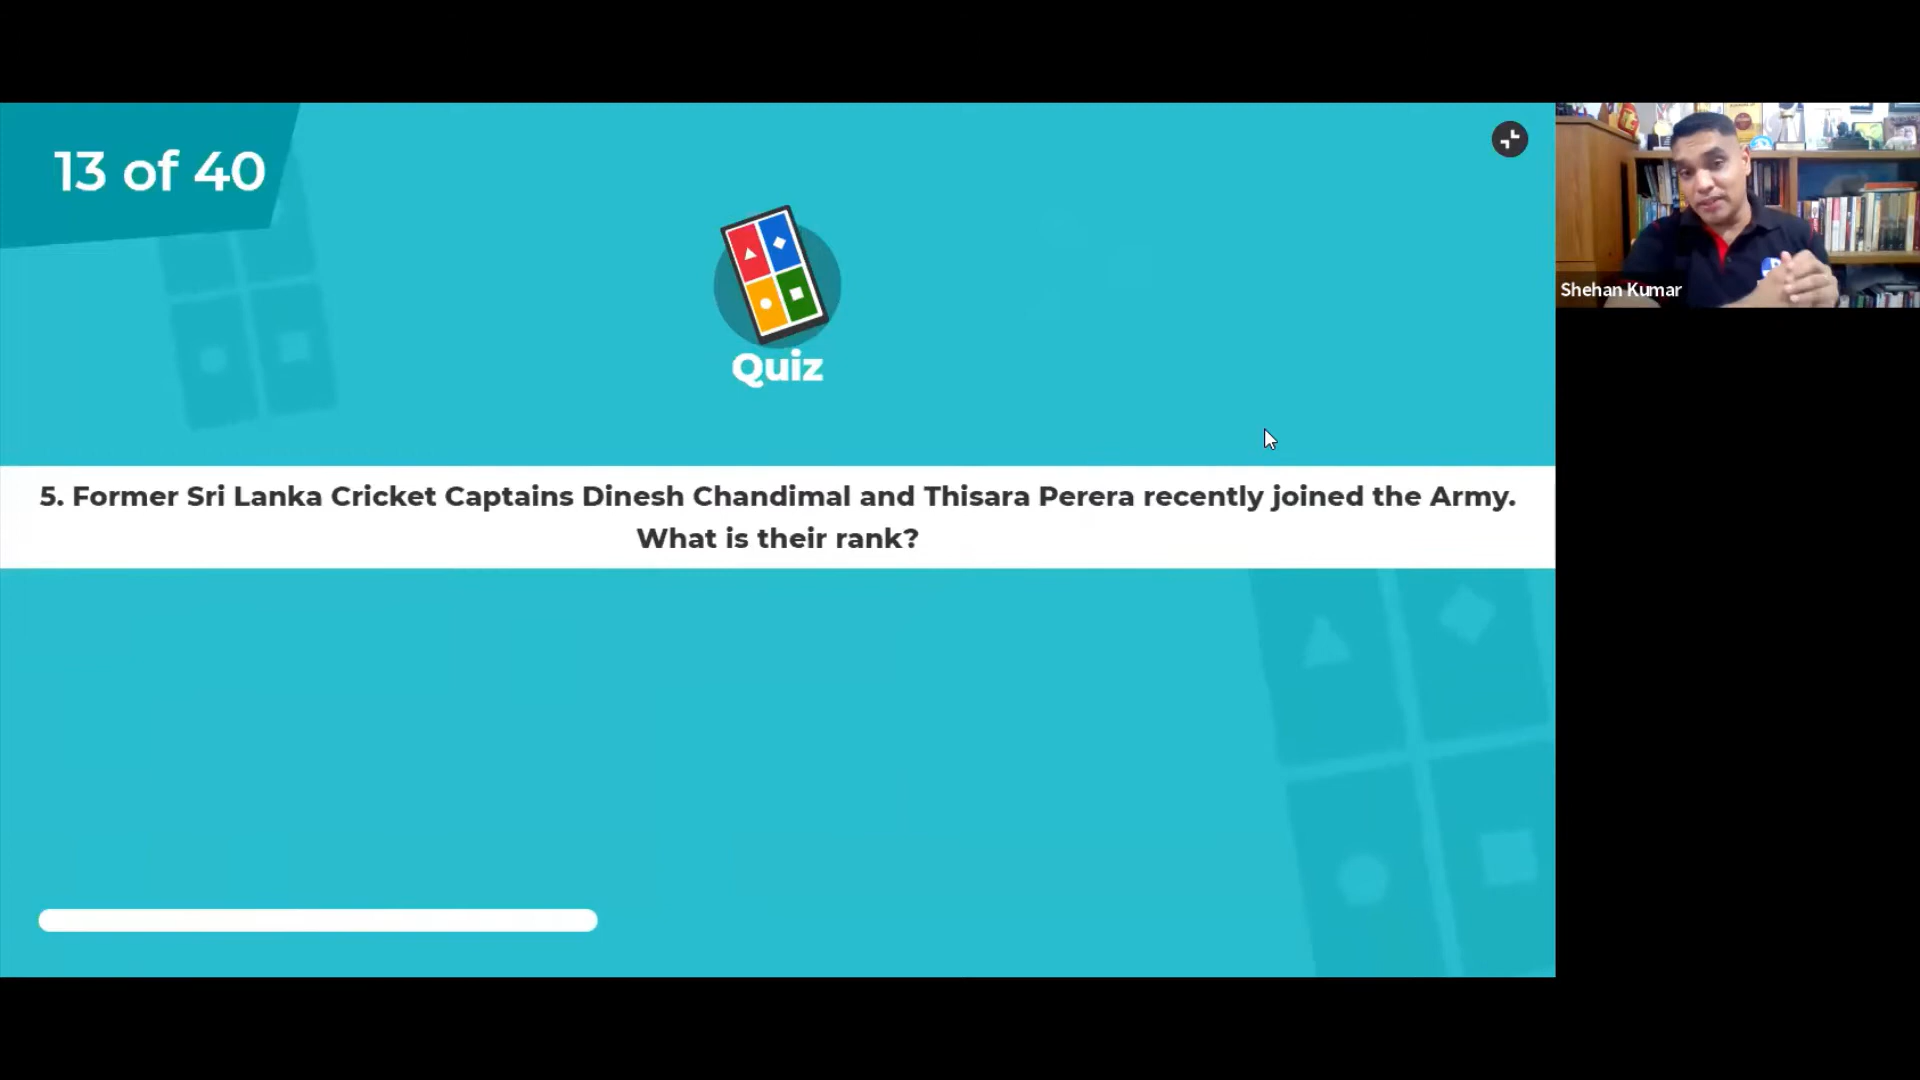 13 of 40
Quiz
5. Former Sri Lanka Cricket Captains Dinesh Chandimal and Thisara Perera recently joined the Army.
What is their rank?
Shehan Kumar